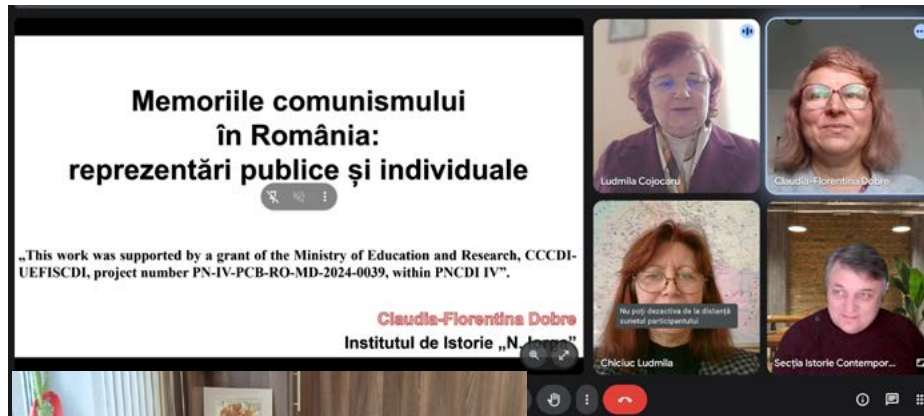 Memoriile comunismului
în România:
reprezentări publice și individuale
„This work was supported by a grant of the Ministry of Education and Research, CCCDI-
UEFISCDI, project number PN-IV-PCB-RO-MD-2024-0039, within PNCDI IV”.
Claudia-Florentina Dobre
Institutul de Istorie „N. Iorga”
Ludmila Cojocaru
Claudia-Florentina Dobre
Nu poți dezactiva de la distanță
sunetul participantului
Chiciuc Ludmila
Secția Istorie Contempor...